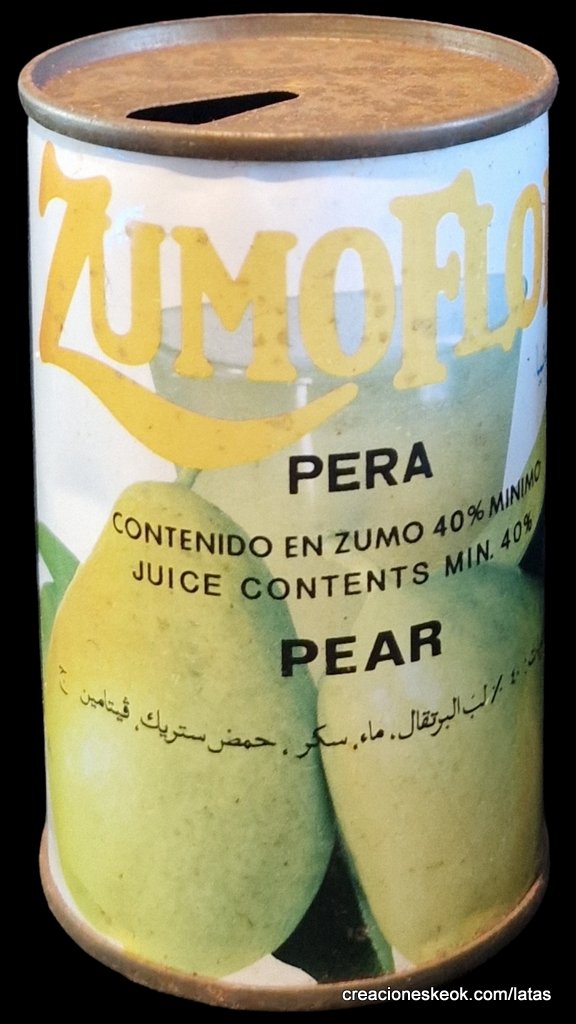 ZUMOFLO
PERA
CONTENIDO EN ZUMO 40% MINIMO
JUICE CONTENTS MIN. 40%
PEAR
٤٠٪ لب البرتقال، ماء، سكر، حمض ستريك، ڤيتامين ج
creacioneskeok.com/latas